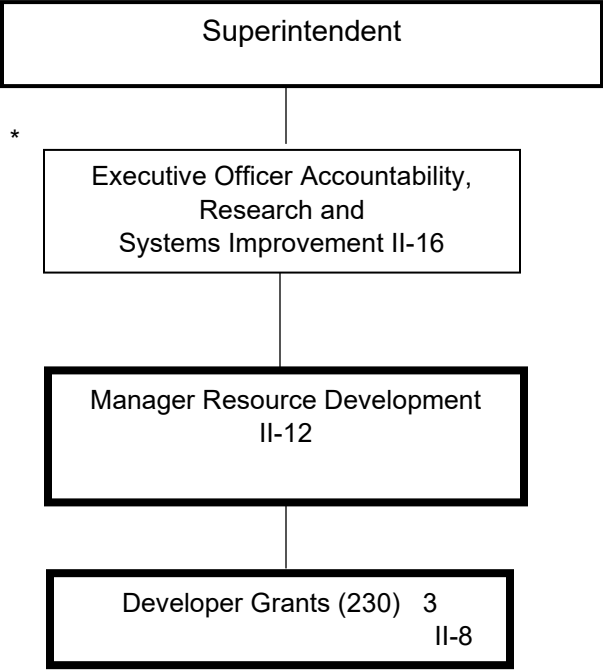 Superintendent
*
Executive Officer Accountability,
Research and
Systems Improvement II-16
Manager Resource Development
II-12
Developer Grants (230) 3
II-8